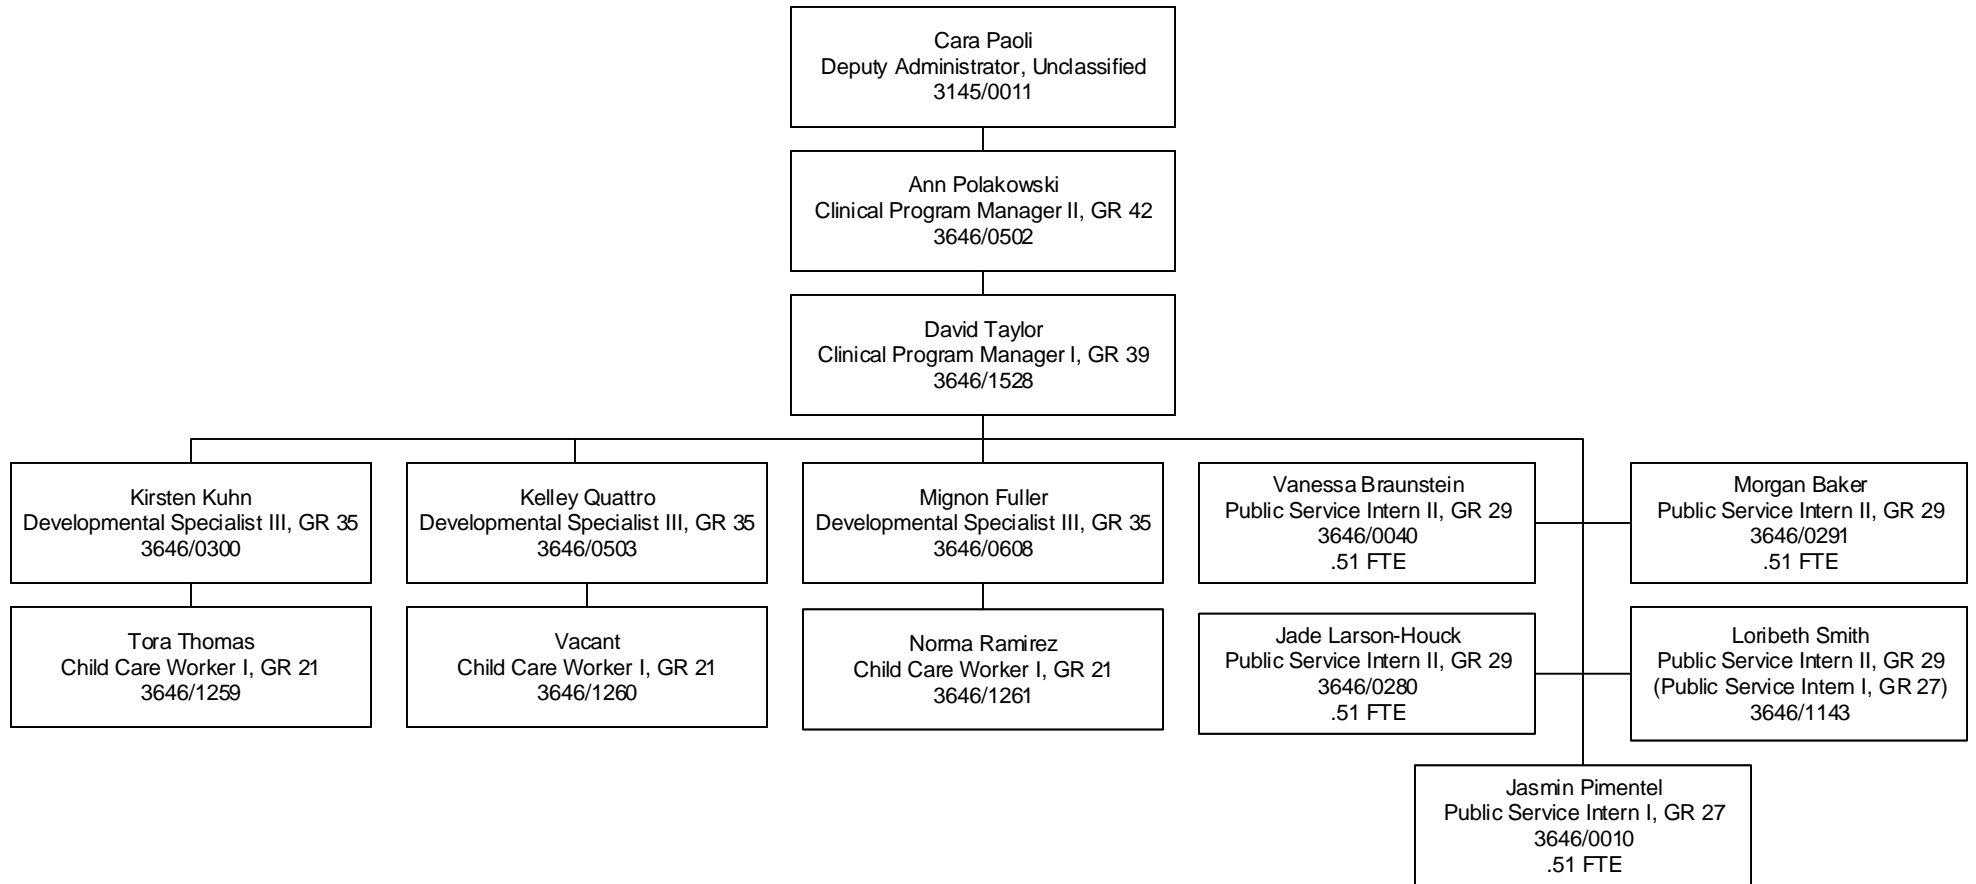 Cara Paoli
Deputy Administrator, Unclassified
3145/0011
Ann Polakowski
Clinical Program Manager II, GR 42
3646/0502
David Taylor
Clinical Program Manager I, GR 39
3646/1528
Kirsten Kuhn
Developmental Specialist III, GR 35
3646/0300
Kelley Quattro
Developmental Specialist III, GR 35
3646/0503
Mignon Fuller
Developmental Specialist III, GR 35
3646/0608
Vanessa Braunstein
Public Service Intern II, GR 29
3646/0040
.51 FTE
Morgan Baker
Public Service Intern II, GR 29
3646/0291
.51 FTE
Tora Thomas
Child Care Worker I, GR 21
3646/1259
Vacant
Child Care Worker I, GR 21
3646/1260
Norma Ramirez
Child Care Worker I, GR 21
3646/1261
Jade Larson-Houck
Public Service Intern II, GR 29
3646/0280
.51 FTE
Loribeth Smith
Public Service Intern II, GR 29
(Public Service Intern I, GR 27)
3646/1143
Jasmin Pimentel
Public Service Intern I, GR 27
3646/0010
.51 FTE